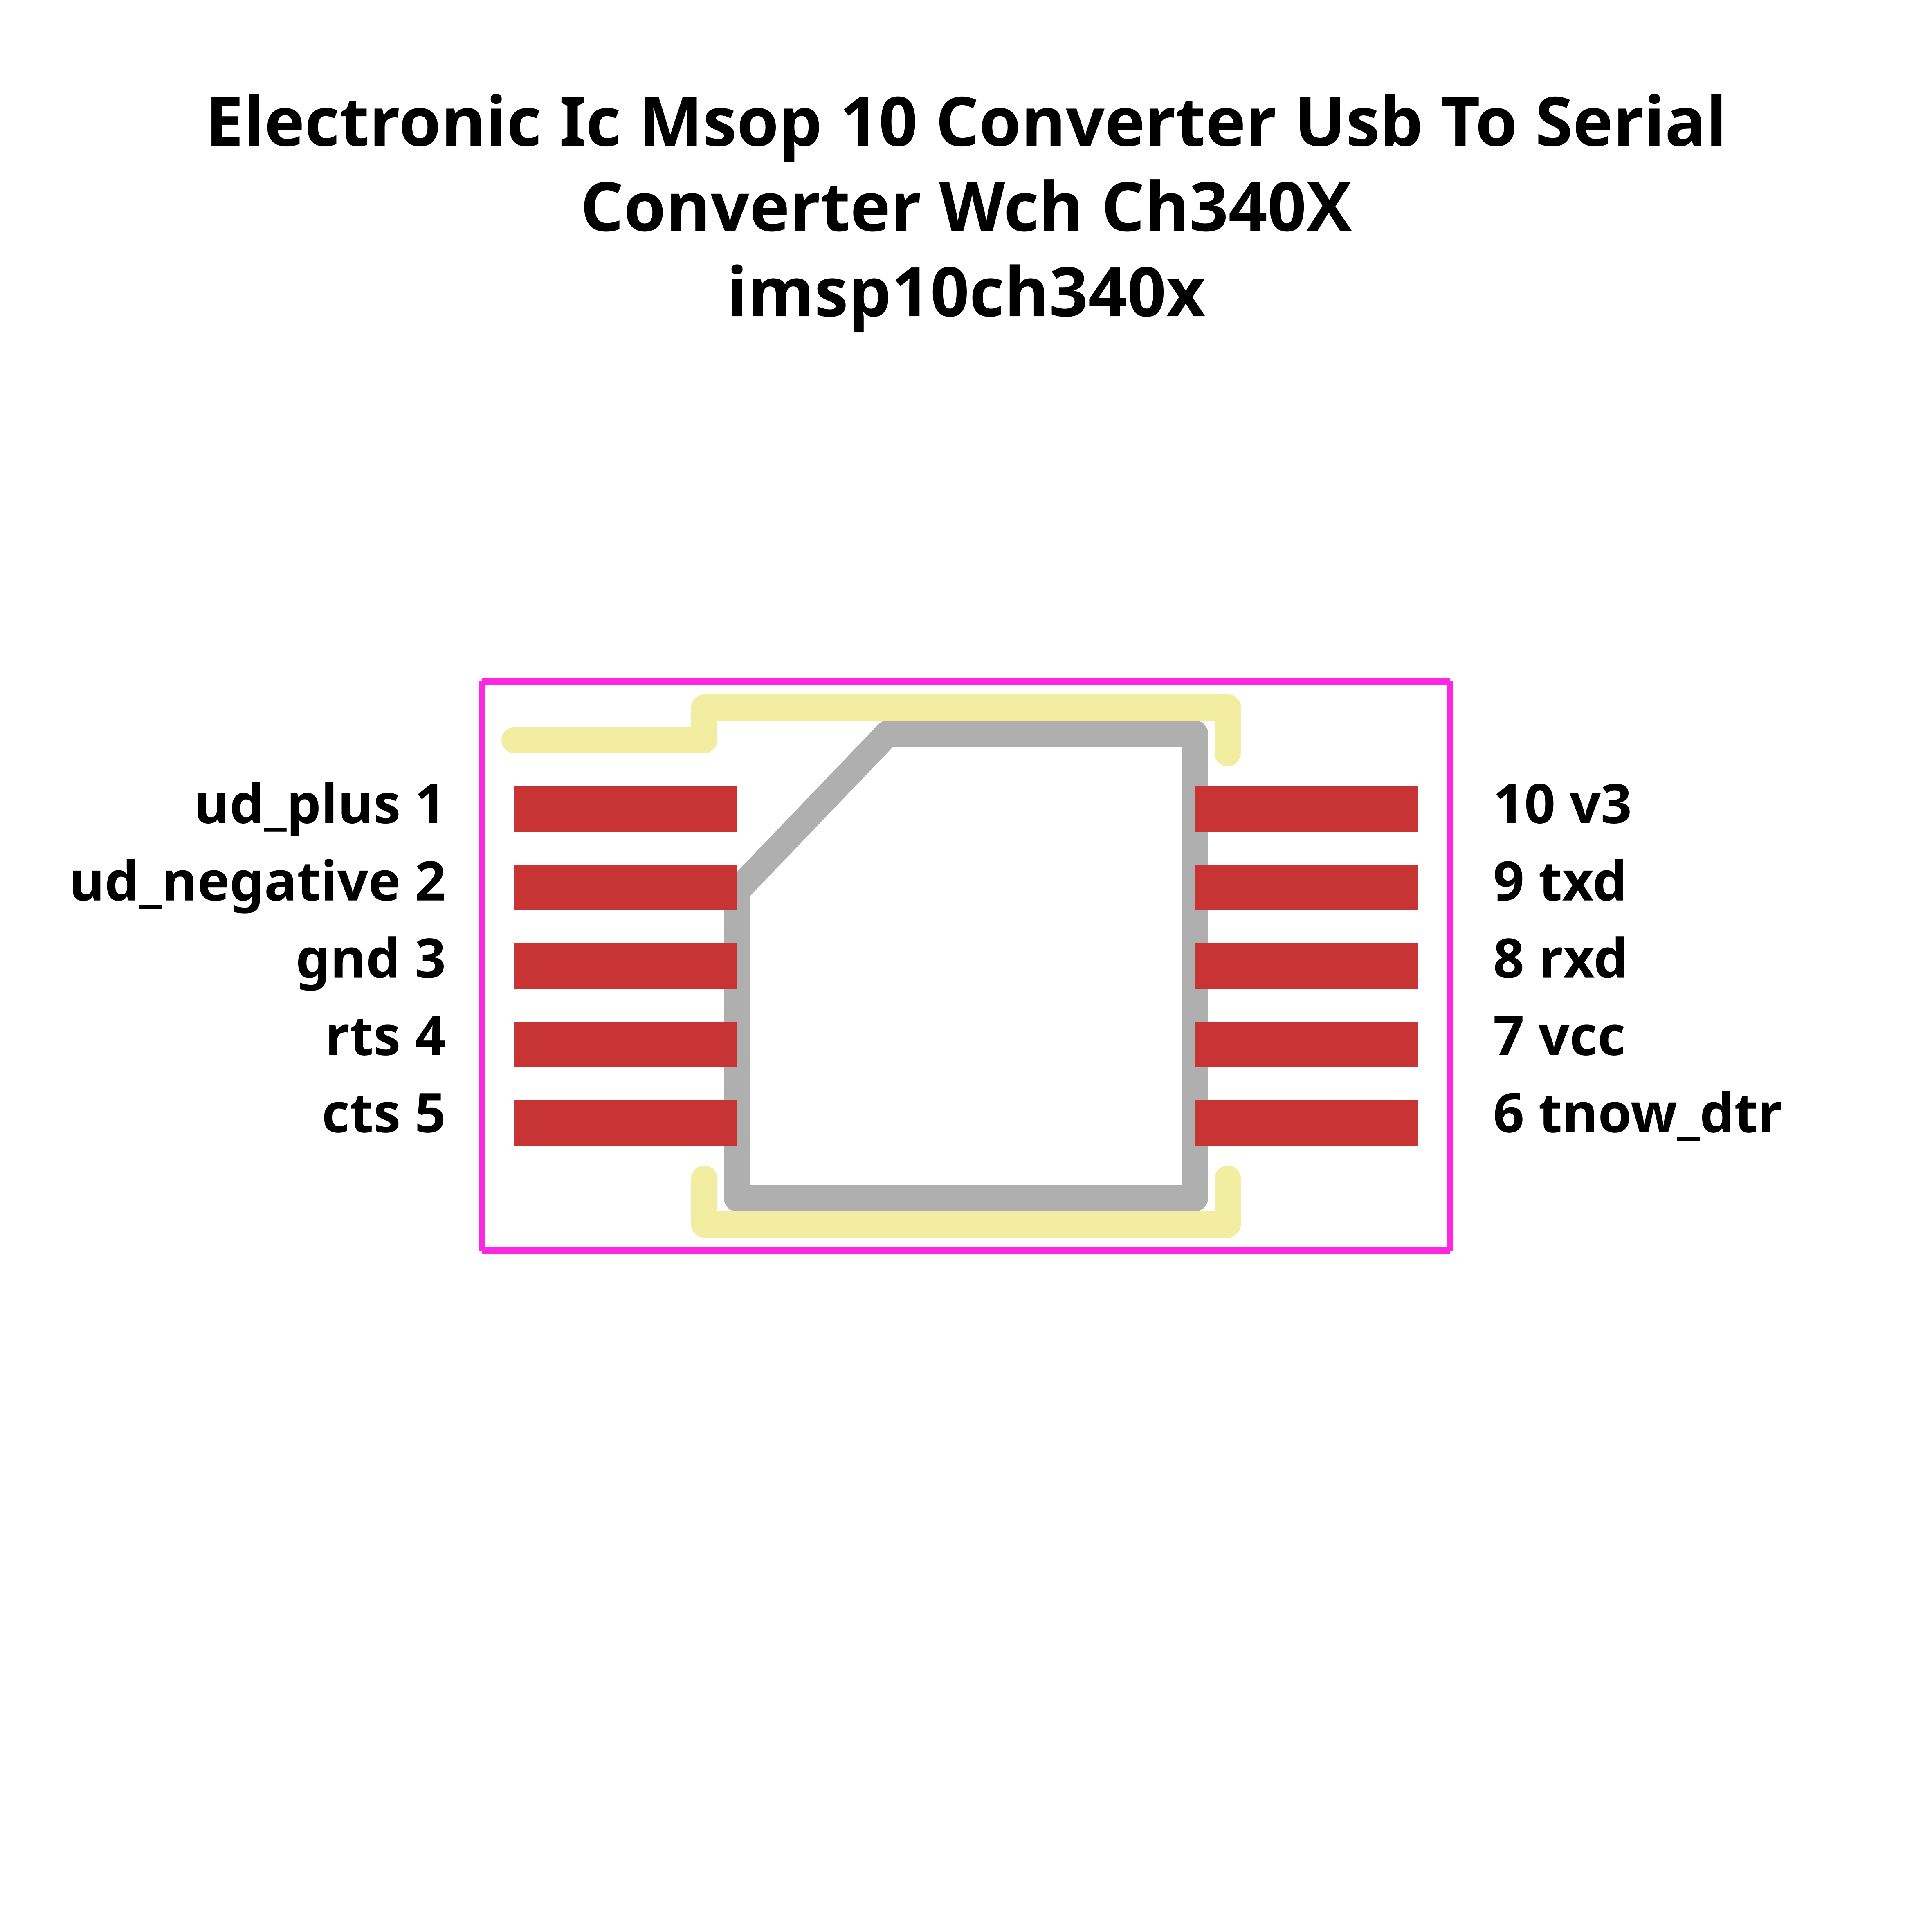 Electronic Ic Msop 10 Converter Usb To Serial
Converter Wch Ch340X
imsp10ch340x
ud_plus 1
ud_negative 2
gnd 3
rts 4
cts 5
10 v3
9 txd
8 rxd
7 vcc
6 tnow_dtr